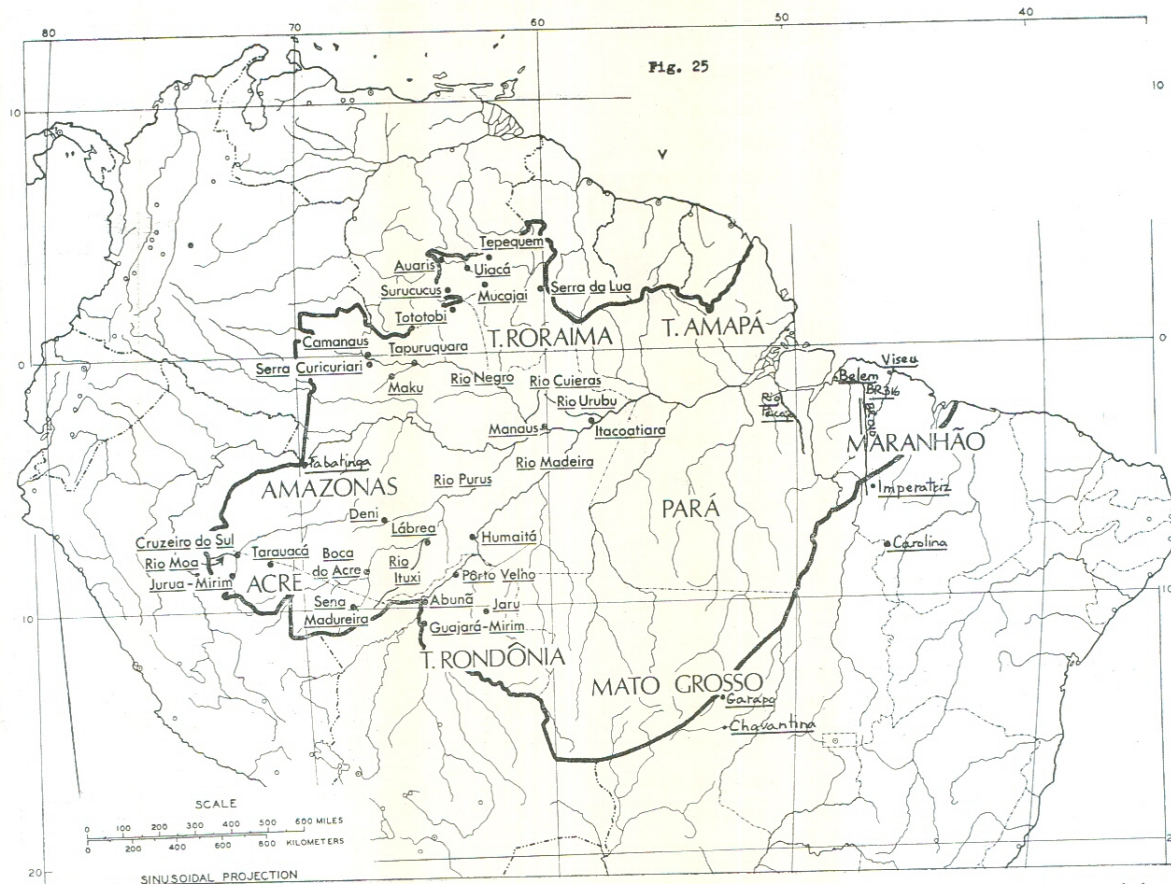 80
70
60
50
40
Fig. 25
10
10
V
Tepequem
Auaris
Uiacá
Surucucus
Mucajai
Serra da Lua
Tototobi
T. RORAIMA
T. AMAPÁ
Camanaus
Tapuruquara
Serra Curicuriari
0
Maku
Rio Negro
Rio Cuieras
Rio Urubu
Viseu
Belem
BR316
Rio
Manaus
Itacoatiara
MARANHÃO
Tabatinga
Rio Madeira
AMAZONAS
Rio Purus
PARÁ
Imperatriz
Deni
Lábrea
Humaitá
Carolina
Cruzeiro do Sul
Rio Moa
Tarauacá
Boca
do Acre
Rio
Ituxi
Pôrto Velho
Jurua-Mirim
ACRE
Sena
Madureira
Abunã
Jaru
10
Guajará-Mirim
T. RONDÔNIA
MATO GROSSO
Garapo
Chavantina
SCALE
0 100 200 300 400 500 600 MILES
0 200 400 600 800 KILOMETERS
SINUSOIDAL PROJECTION
20